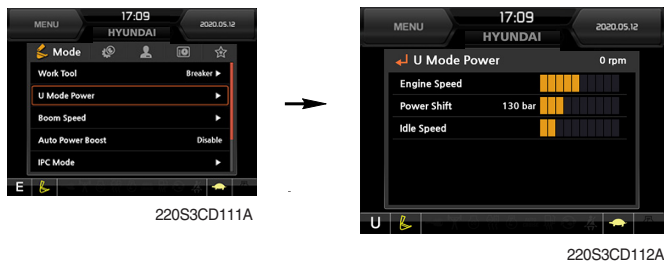 17:09
MENU
2020.05.12
HYUNDAI
Mode
Work Tool Breaker ▶
U Mode Power ▶
Boom Speed ▶
Auto Power Boost Disable
IPC Mode ▶
E
220S3CD111A
17:09
MENU
2020.05.12
HYUNDAI
U Mode Power 0 rpm
Engine Speed
Power Shift 130 bar
Idle Speed
U
220S3CD112A